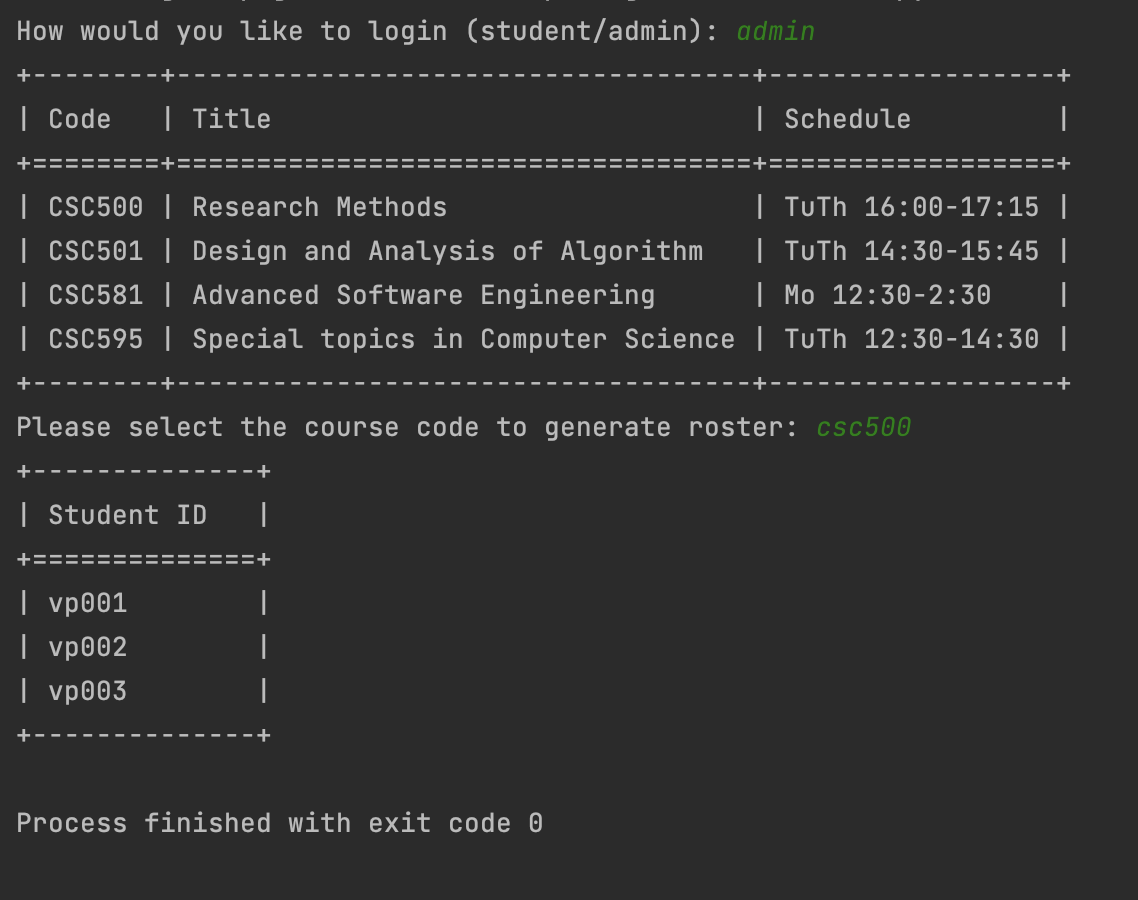 How would you like to login (student/admin): admin
+--------+------------------------------------+------------------+
| Code   | Title                              | Schedule         |
+========+====================================+==================+
| CSC500 | Research Methods                   | TuTh 16:00-17:15 |
| CSC501 | Design and Analysis of Algorithm   | TuTh 14:30-15:45 |
| CSC581 | Advanced Software Engineering      | Mo 12:30-2:30    |
| CSC595 | Special topics in Computer Science | TuTh 12:30-14:30 |
+--------+------------------------------------+------------------+
Please select the course code to generate roster: csc500
+--------------+
| Student ID   |
+==============+
| vp001        |
| vp002        |
| vp003        |
+--------------+
Process finished with exit code 0